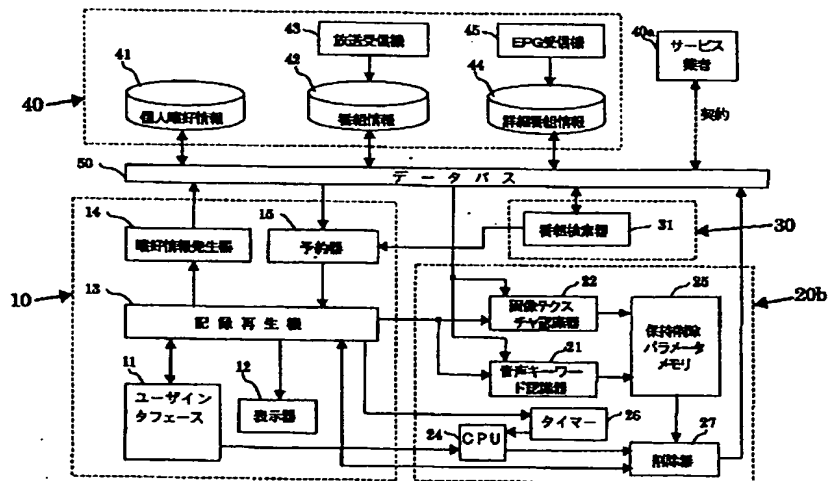 43
放送受信機
45
EPG受信機
40a
サービス
業者
41
42
44
40
個人嗜好情報
番組情報
詳細番組情報
契約
50
データバス
14
嗜好情報発生器
15
予約器
番組検索器
31
30
10
13
記録再生機
22
画像テクス
チャ認識器
25
保持削除
パラメータ
メモリ
20b
21
音声キーワー
ド認識器
11
ユーザイン
タフェース
12
表示器
タイマー
26
24
CPU
27
削除器